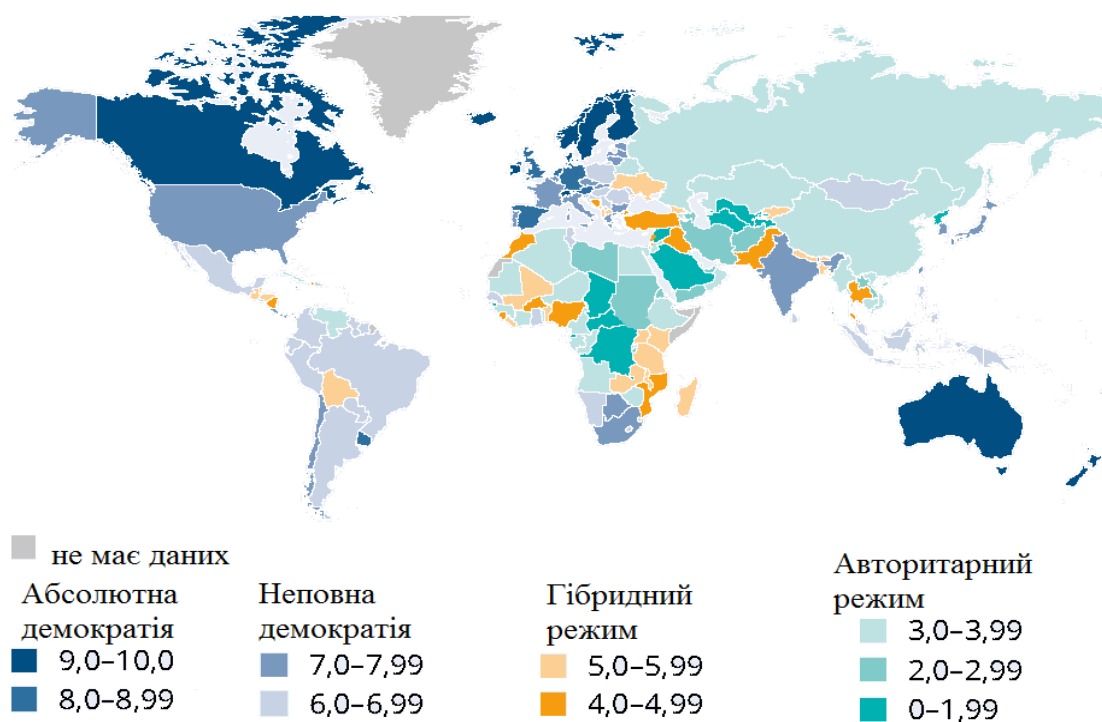 не має даних
Абсолютна
демократія
9,0–10,0
8,0–8,99
Неповна
демократія
7,0–7,99
6,0–6,99
Гібридний
режим
5,0–5,99
4,0–4,99
Авторитарний
режим
3,0–3,99
2,0–2,99
0–1,99